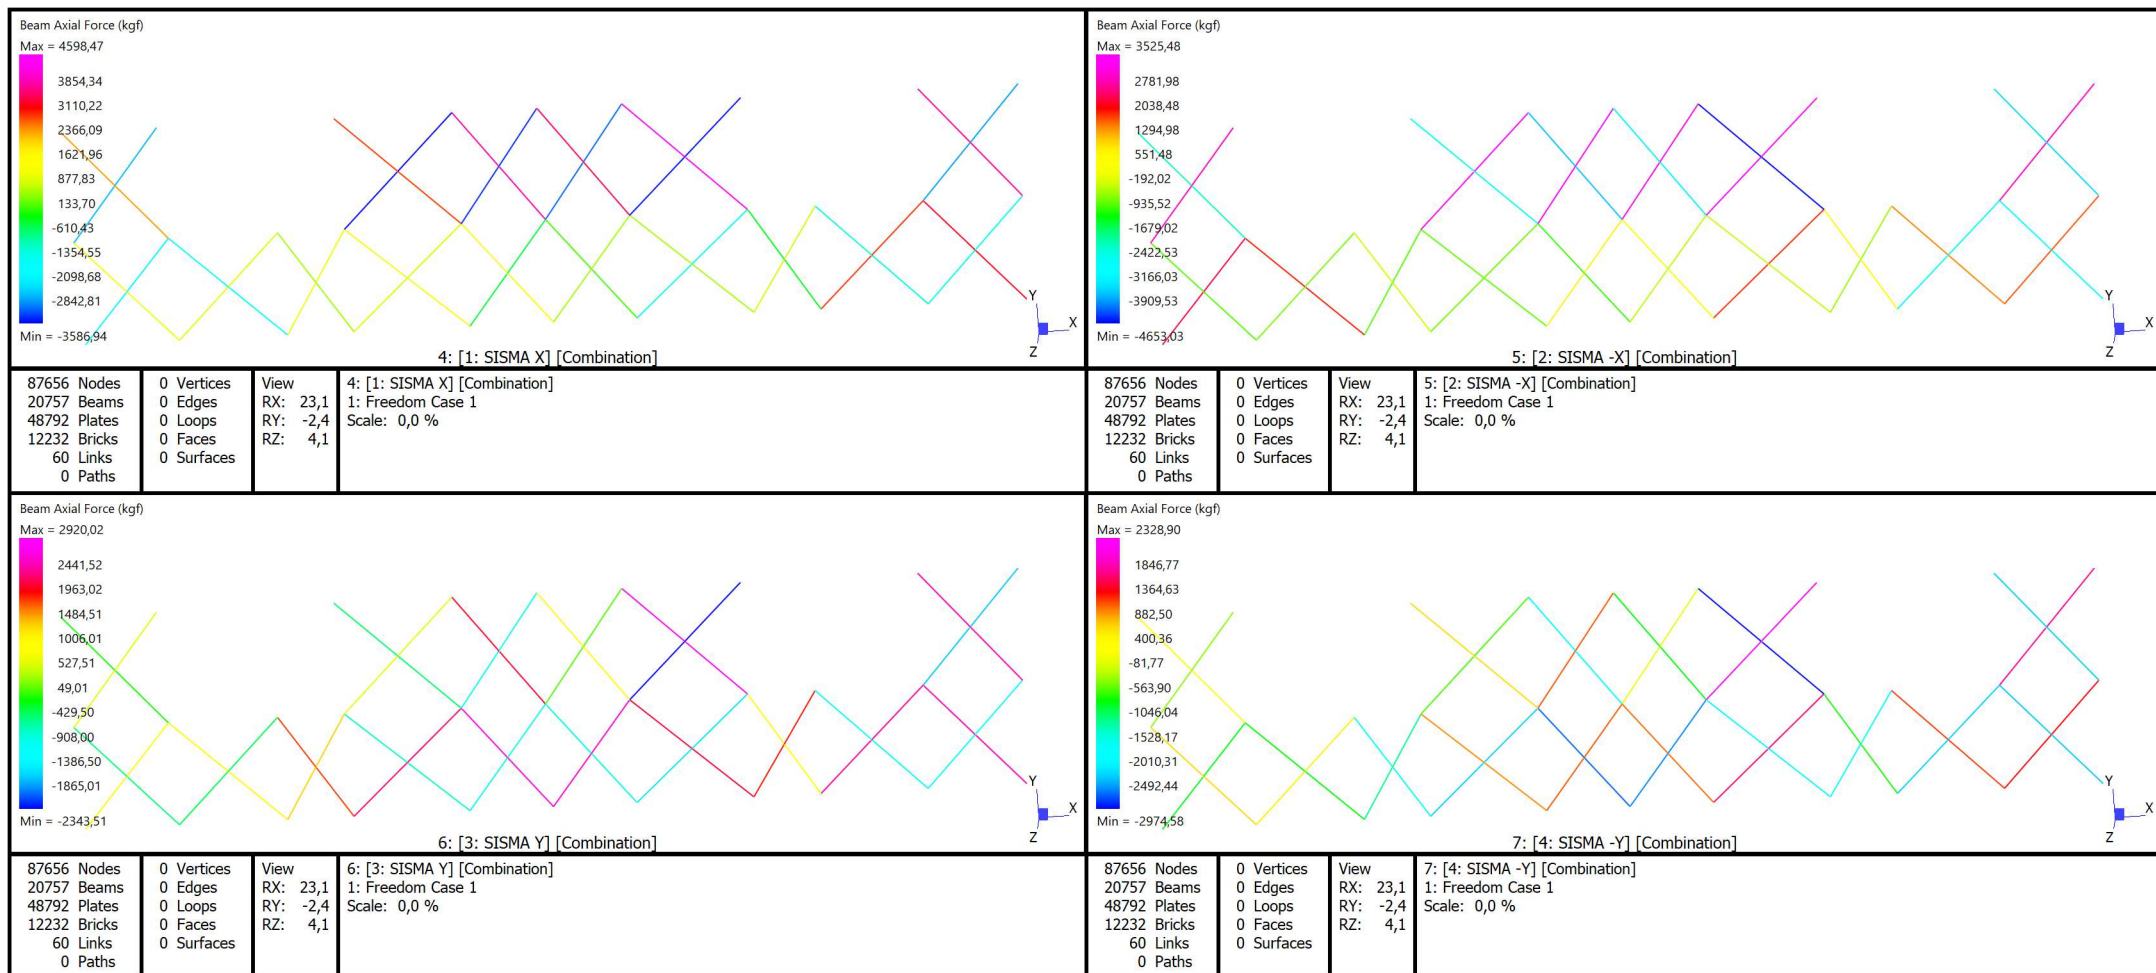 Beam Axial Force (kgf)
Max = 4598,47
3854,34
3110,22
2366,09
1621,96
877,83
133,70
-610,43
-1354,55
-2098,68
-2842,81
Min = -3586,94
Y
X
Z
4: [1: SISMA X] [Combination]
Beam Axial Force (kgf)
Max = 3525,48
2781,98
2038,48
1294,98
551,48
-192,02
-935,52
-1679,02
-2422,53
-3166,03
-3909,53
Min = -4653,03
Y
X
Z
5: [2: SISMA -X] [Combination]
87656 Nodes 0 Vertices View 4: [1: SISMA X] [Combination]
20757 Beams 0 Edges RX: 23,1 1: Freedom Case 1
48792 Plates 0 Loops RY: -2,4 Scale: 0,0 %
12232 Bricks 0 Faces RZ: 4,1
60 Links 0 Surfaces
0 Paths
87656 Nodes 0 Vertices View 5: [2: SISMA -X] [Combination]
20757 Beams 0 Edges RX: 23,1 1: Freedom Case 1
48792 Plates 0 Loops RY: -2,4 Scale: 0,0 %
12232 Bricks 0 Faces RZ: 4,1
60 Links 0 Surfaces
0 Paths
Beam Axial Force (kgf)
Max = 2920,02
2441,52
1963,02
1484,51
1006,01
527,51
49,01
-429,50
-908,00
-1386,50
-1865,01
Min = -2343,51
Y
X
Z
6: [3: SISMA Y] [Combination]
Beam Axial Force (kgf)
Max = 2328,90
1846,77
1364,63
882,50
400,36
-81,77
-563,90
-1046,04
-1528,17
-2010,31
-2492,44
Min = -2974,58
Y
X
Z
7: [4: SISMA -Y] [Combination]
87656 Nodes 0 Vertices View 6: [3: SISMA Y] [Combination]
20757 Beams 0 Edges RX: 23,1 1: Freedom Case 1
48792 Plates 0 Loops RY: -2,4 Scale: 0,0 %
12232 Bricks 0 Faces RZ: 4,1
60 Links 0 Surfaces
0 Paths
87656 Nodes 0 Vertices View 7: [4: SISMA -Y] [Combination]
20757 Beams 0 Edges RX: 23,1 1: Freedom Case 1
48792 Plates 0 Loops RY: -2,4 Scale: 0,0 %
12232 Bricks 0 Faces RZ: 4,1
60 Links 0 Surfaces
0 Paths